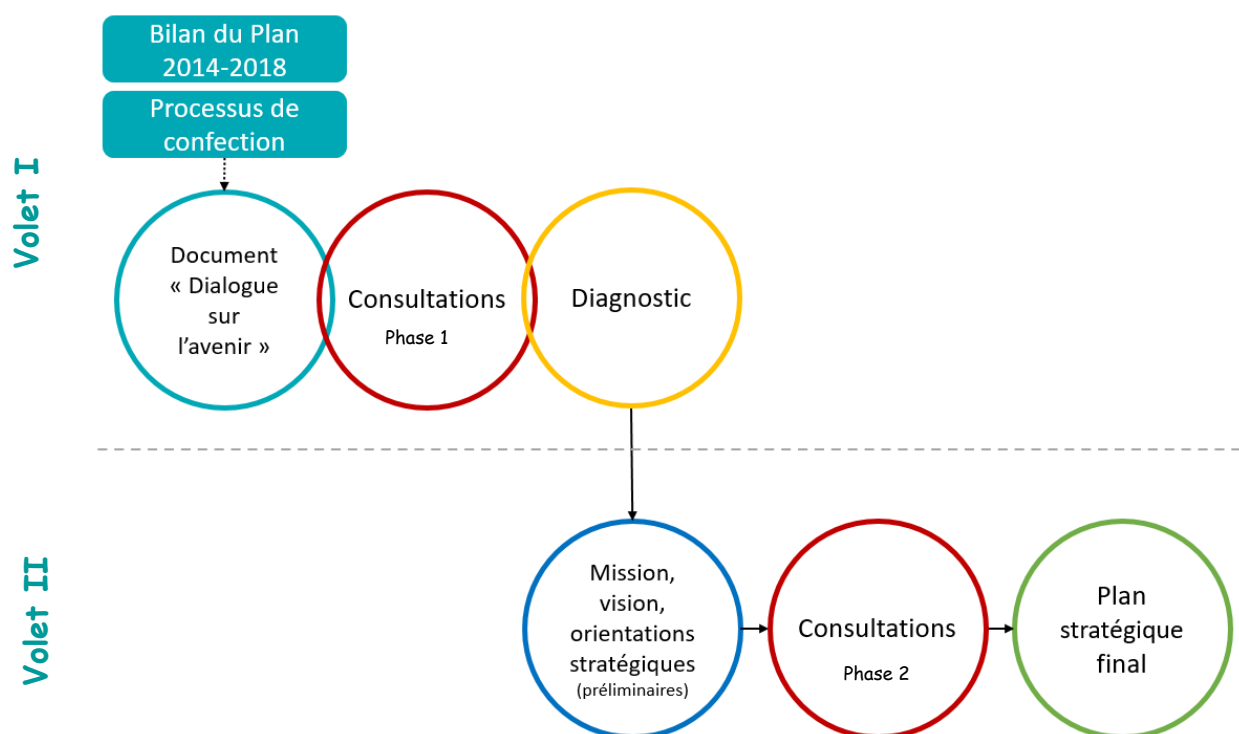 Bilan du Plan
2014-2018
Processus de
confection
Volet I
Document
« Dialogue
sur
l'avenir »
Consultations
Phase 1
Diagnostic
Volet II
Mission,
vision,
orientations
stratégiques
(préliminaires)
Consultations
Phase 2
Plan
stratégique
final